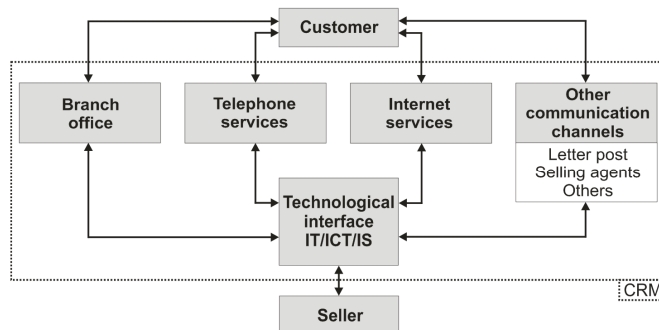 Customer
Branch
office
Telephone
services
Internet
services
Other
communication
channels
Letter post
Selling agents
Others
Technological
interface
IT/ICT/IS
CRM
Seller